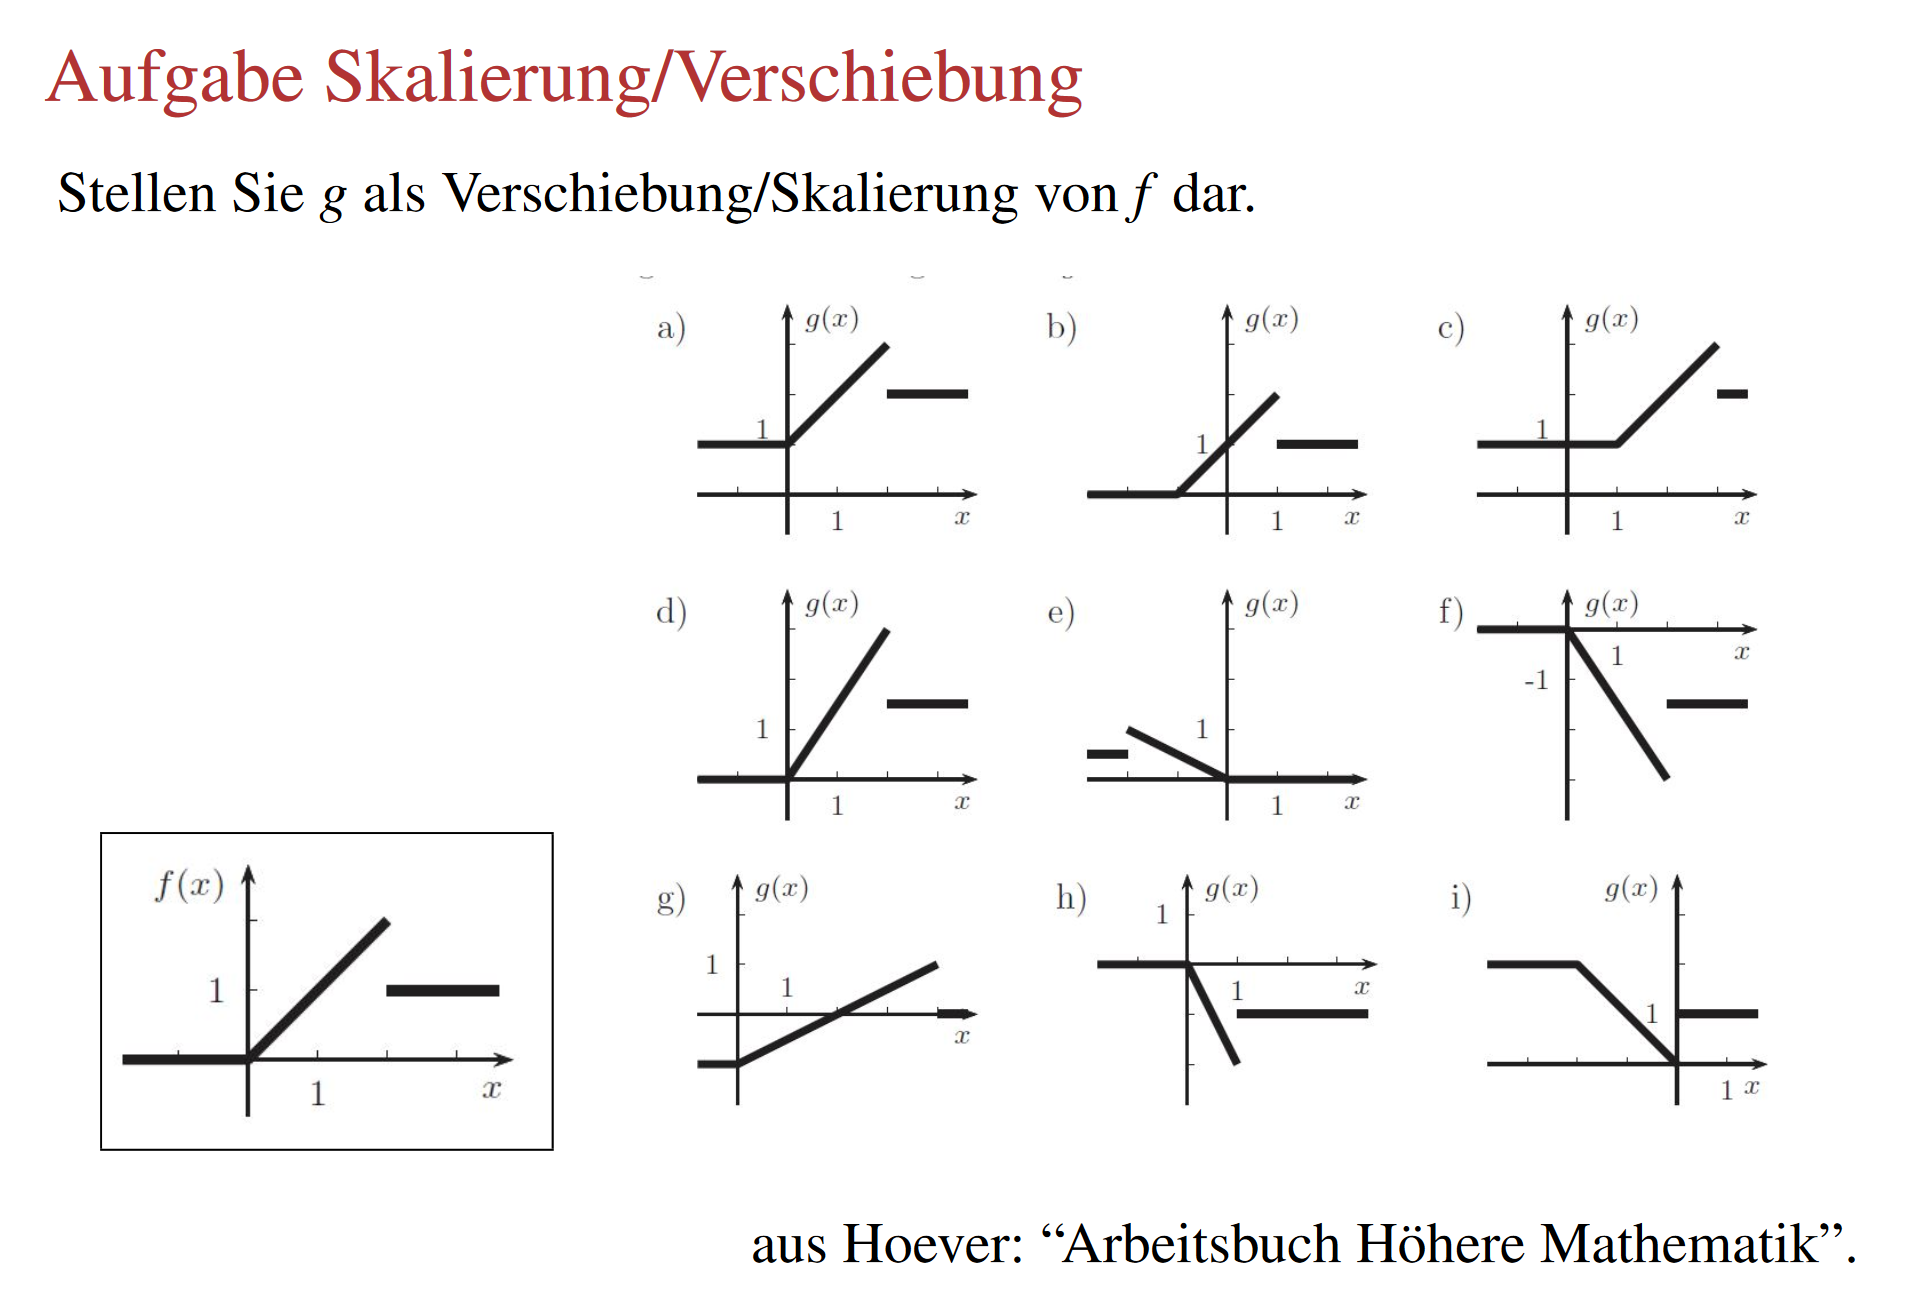 Aufgabe Skalierung/Verschiebung
Stellen Sie g als Verschiebung/Skalierung von f dar.
a) g(x) 1 1 x
b) g(x) 1 1 x
c) g(x) 1 1 x
d) g(x) 1 1 x
e) g(x) 1 1 x
f) g(x) 1 x -1
f(x) 1 1 x
g) g(x) 1 1 x
h) g(x) 1 1 x
i) g(x) 1 1 x
aus Hoever: “Arbeitsbuch Höhere Mathematik”.